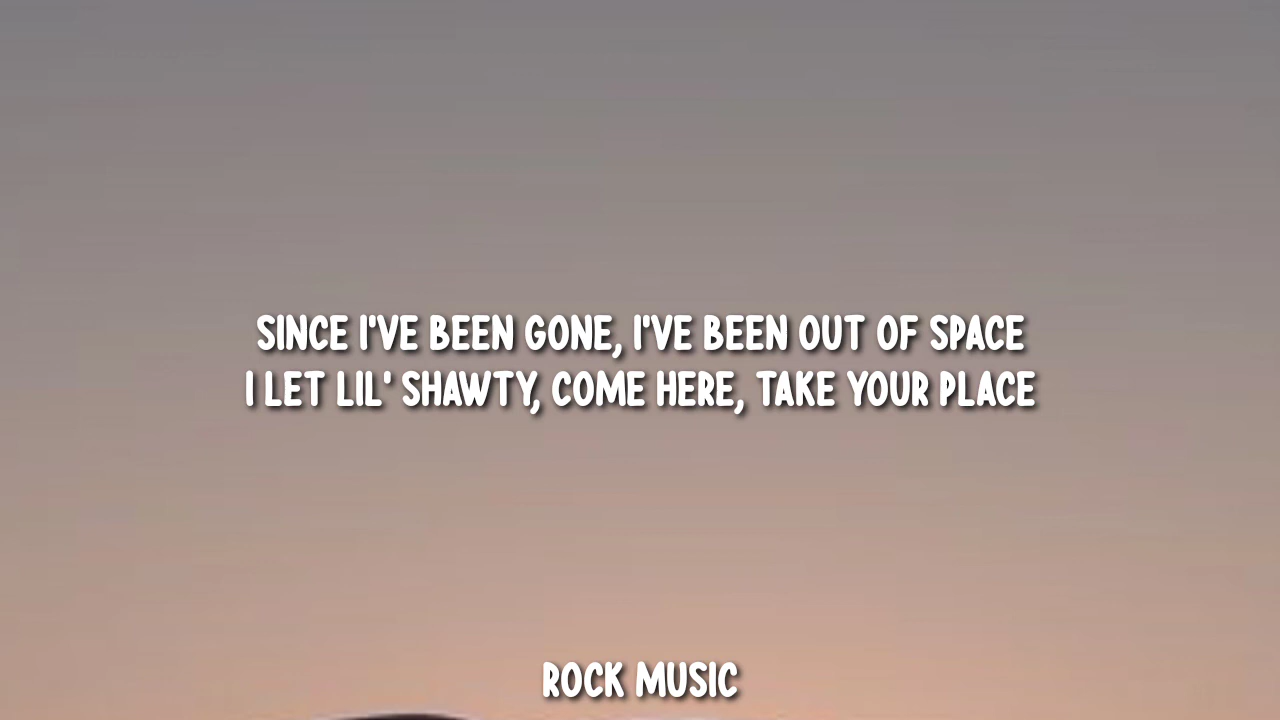 SINCE I'VE BEEN GONE, I'VE BEEN OUT OF SPACE
I LET LIL' SHAWTY, COME HERE, TAKE YOUR PLACE
ROCK MUSIC